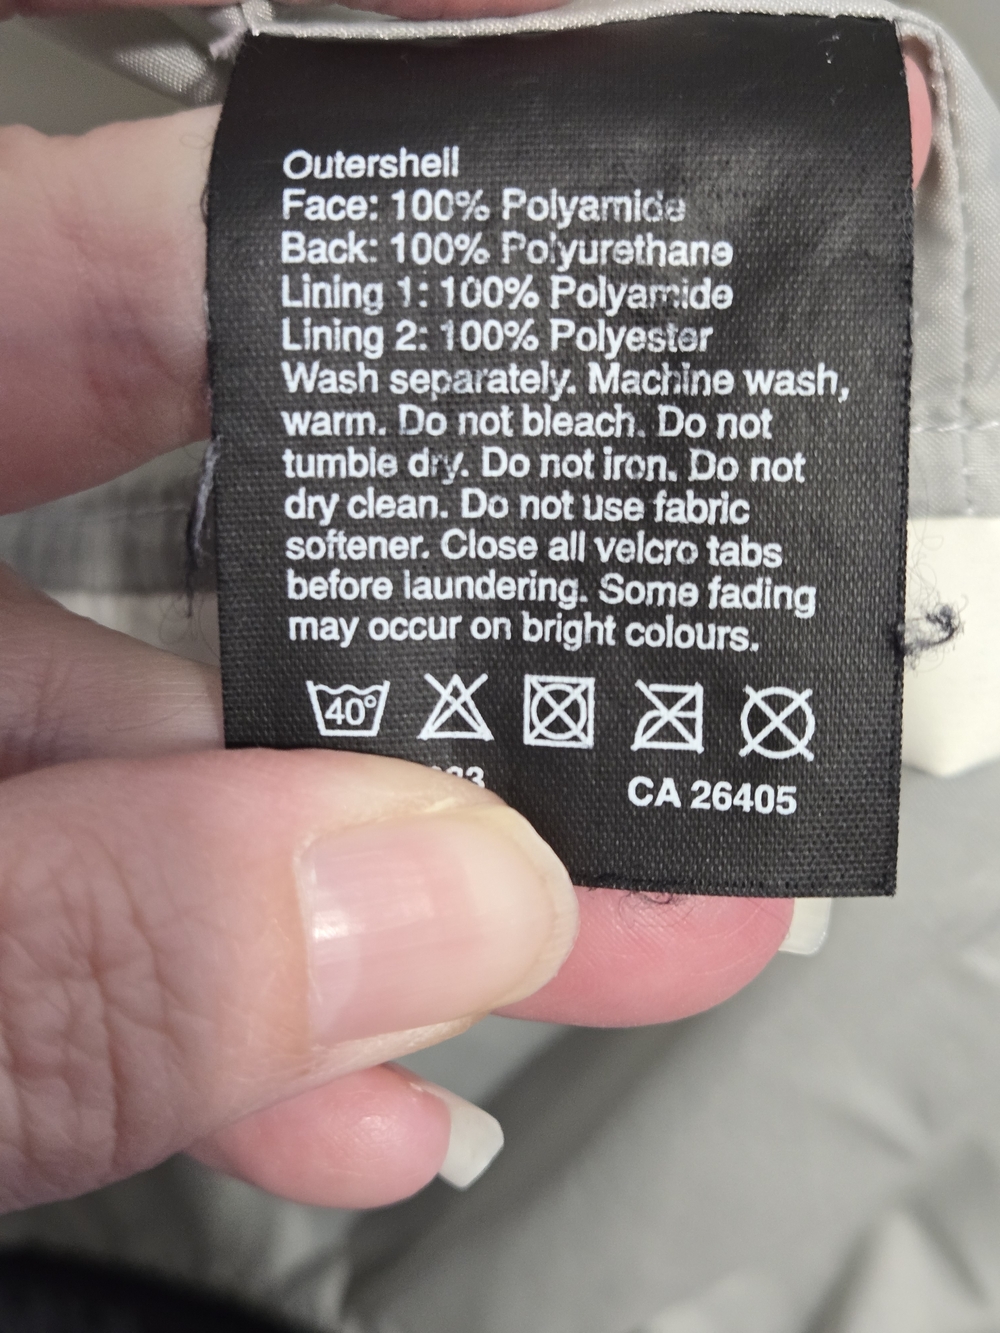 Outershell
Face: 100% Polyamide
Back: 100% Polyurethane
Lining 1: 100% Polyamide
Lining 2: 100% Polyester
Wash separately. Machine wash,
warm. Do not bleach. Do not
tumble dry. Do not iron. Do not
dry clean. Do not use fabric
softener. Close all velcro tabs
before laundering. Some fading
may occur on bright colours.
40°
CA 26405